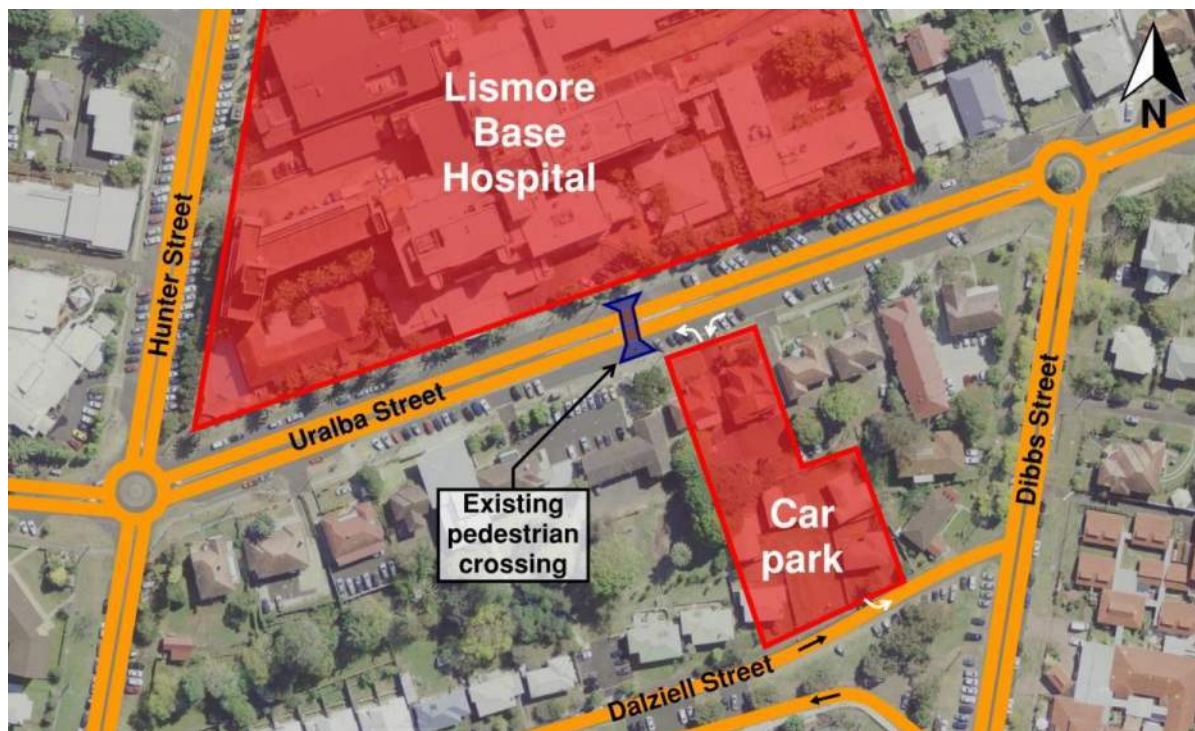 Lismore
Base
Hospital
N
Hunter Street
Uralba Street
Existing
pedestrian
crossing
Car
park
Dibbs Street
Dalziell Street